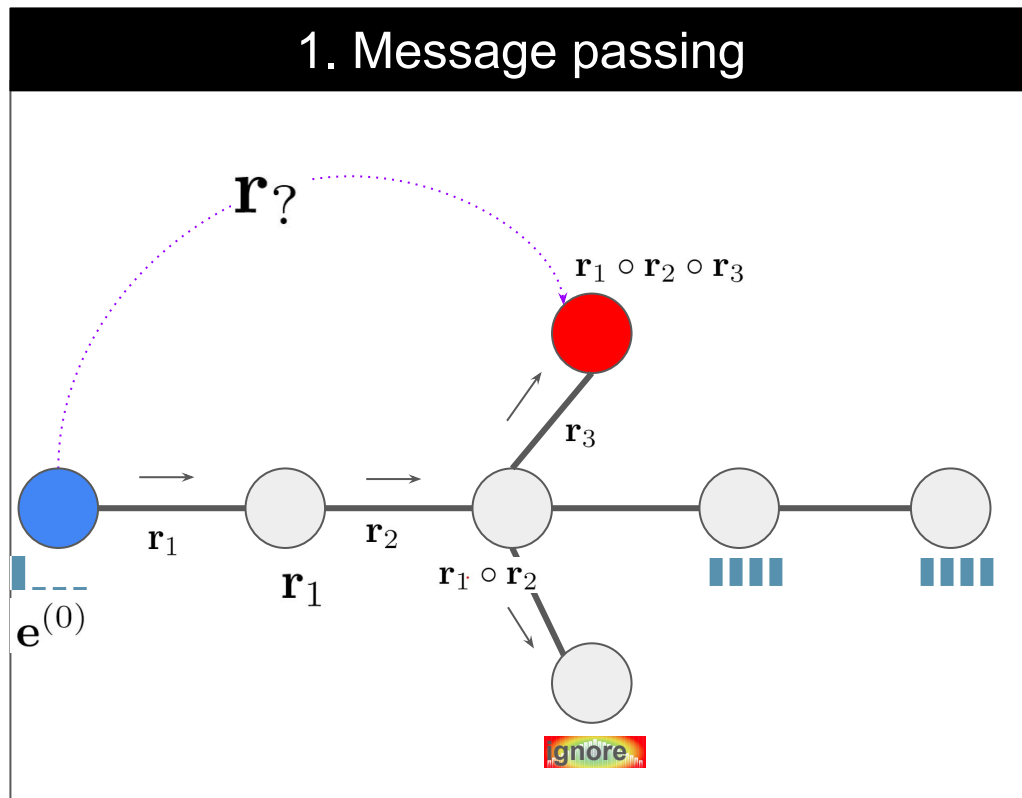 1. Message passing
r?
r₁ ∘ r₂ ∘ r₃
r₃
r₁
r₂
r₁
r₁ ∘ r₂
e⁽⁰⁾
ignore